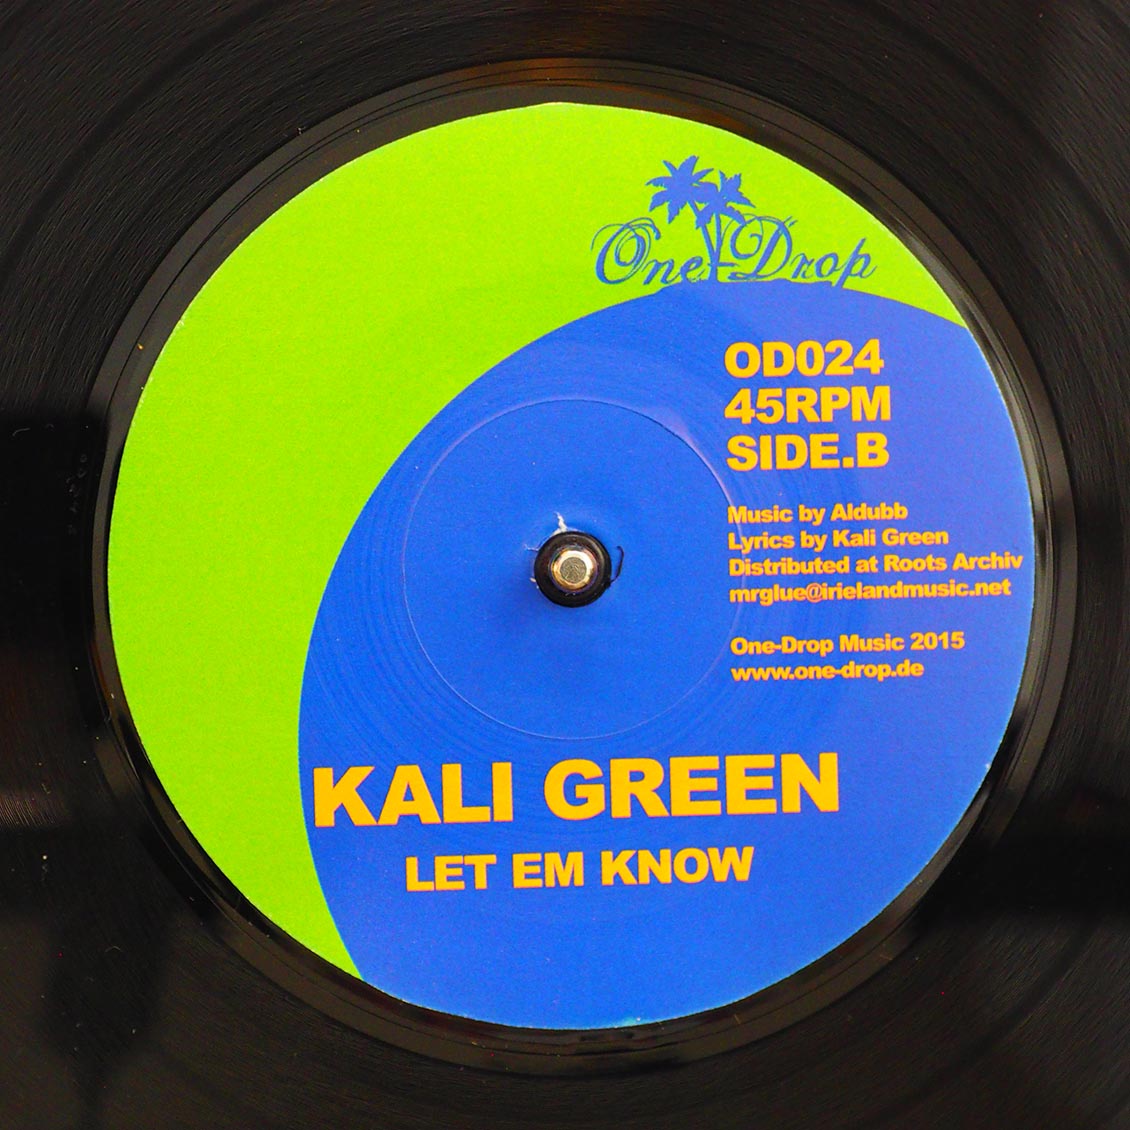 One-Drop
OD024
45RPM
SIDE.B
Music by Aldubb
Lyrics by Kali Green
Distributed at Roots Archiv
mrglue@irielandmusic.net
One-Drop Music 2015
www.one-drop.de
KALI GREEN
LET EM KNOW